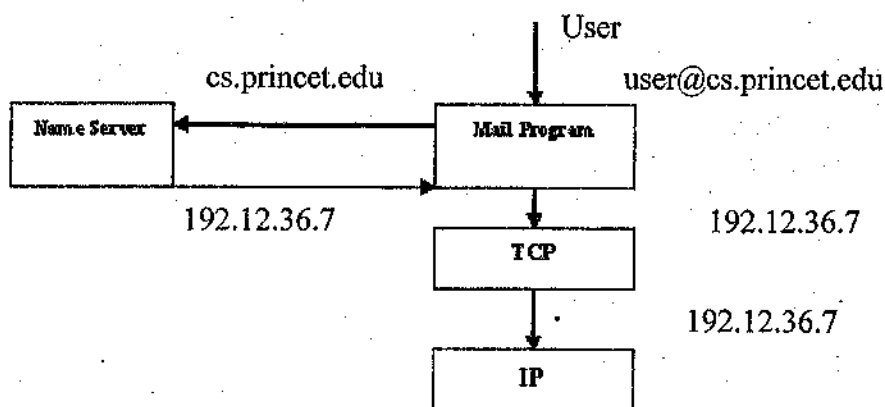 User
cs.princet.edu
user@cs.princet.edu
Name Server
Mail Program
192.12.36.7
192.12.36.7
TCP
192.12.36.7
IP